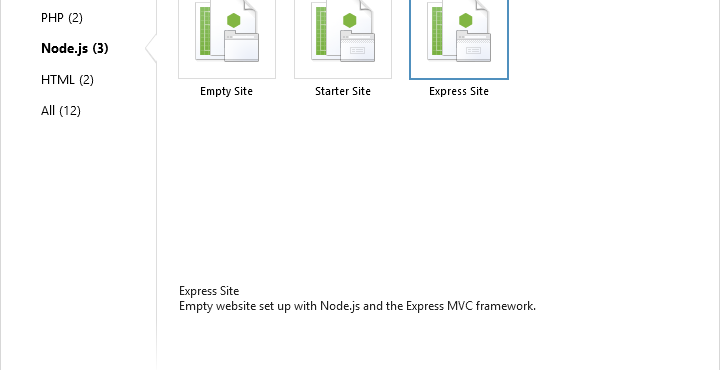 PHP (2)
Node.js (3)
HTML (2)
All (12)
Empty Site
Starter Site
Express Site
Express Site
Empty website set up with Node.js and the Express MVC framework.